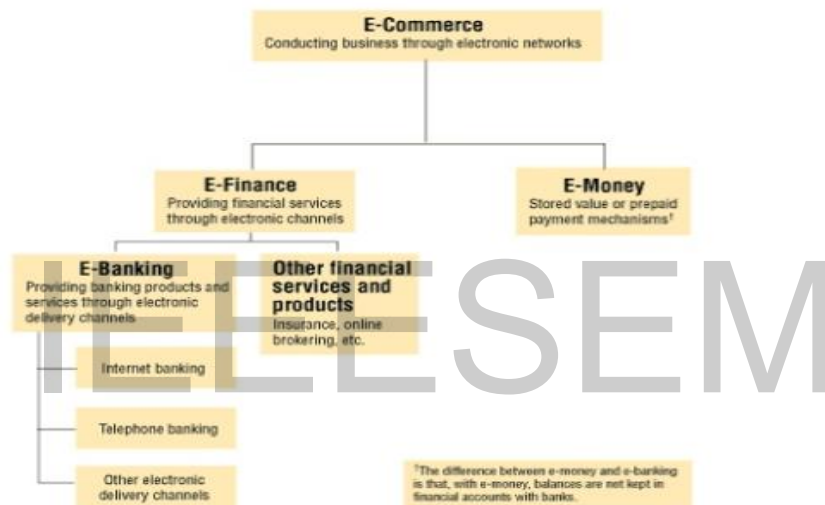 E-Commerce
Conducting business through electronic networks
E-Finance
Providing financial services
through electronic channels
E-Money
Stored value or prepaid
payment mechanisms†
E-Banking
Providing banking products and
services through electronic
delivery channels
Other financial
services and
products
Insurance, online
brokering, etc.
Internet banking
Telephone banking
Other electronic
delivery channels
†The difference between e-money and e-banking
is that, with e-money, balances are not kept in
financial accounts with banks.
IEEESEM